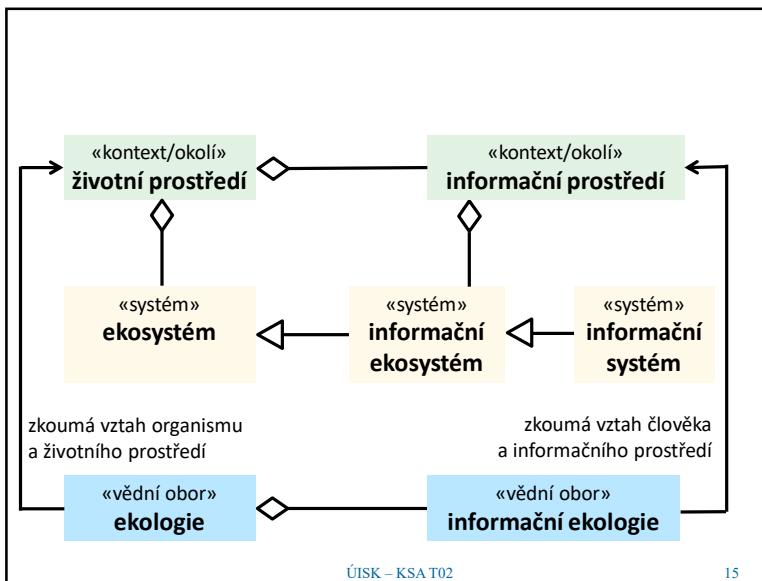 «kontext/okolí»
životní prostředí
«kontext/okolí»
informační prostředí
«systém»
ekosystém
«systém»
informační
ekosystém
«systém»
informační
systém
zkoumá vztah organismu
a životního prostředí
zkoumá vztah člověka
a informačního prostředí
«vědní obor»
ekologie
«vědní obor»
informační ekologie
ÚISK – KSA T02
15